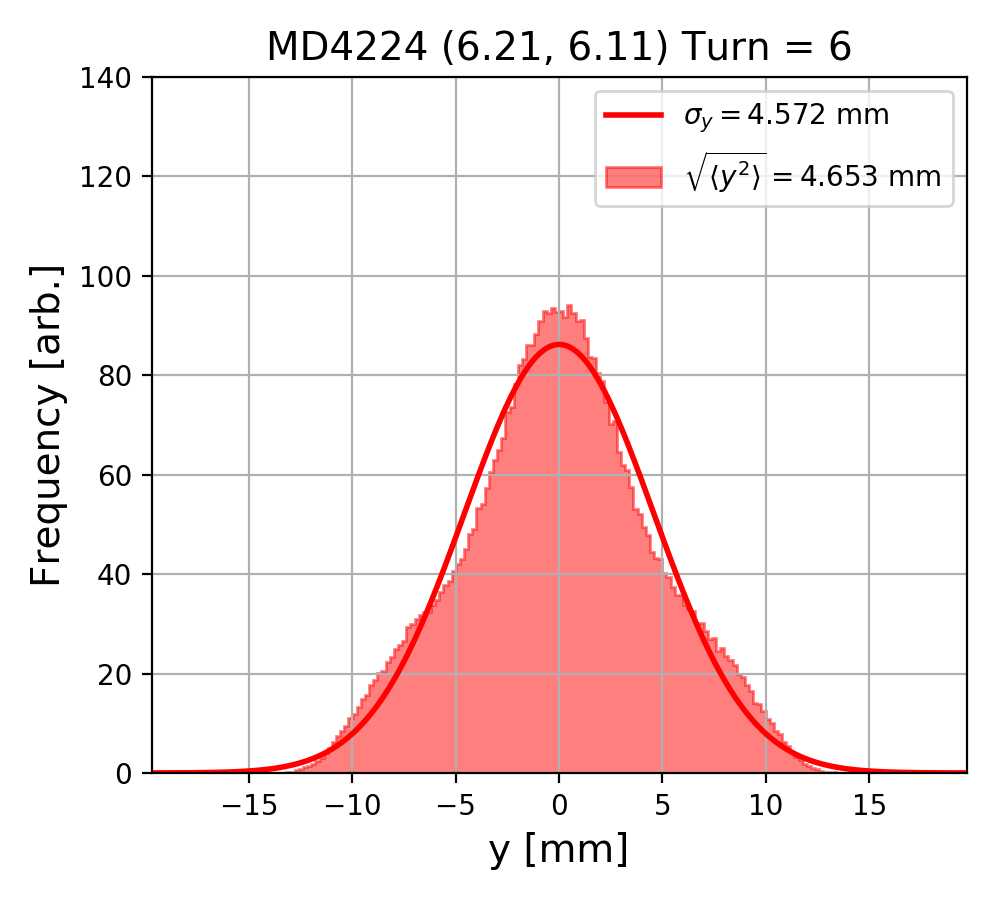 MD4224 (6.21, 6.11) Turn = 6
140
120
100
80
60
40
20
0
Frequency [arb.]
σ_y = 4.572 mm
√⟨y²⟩ = 4.653 mm
−15 −10 −5 0 5 10 15
y [mm]